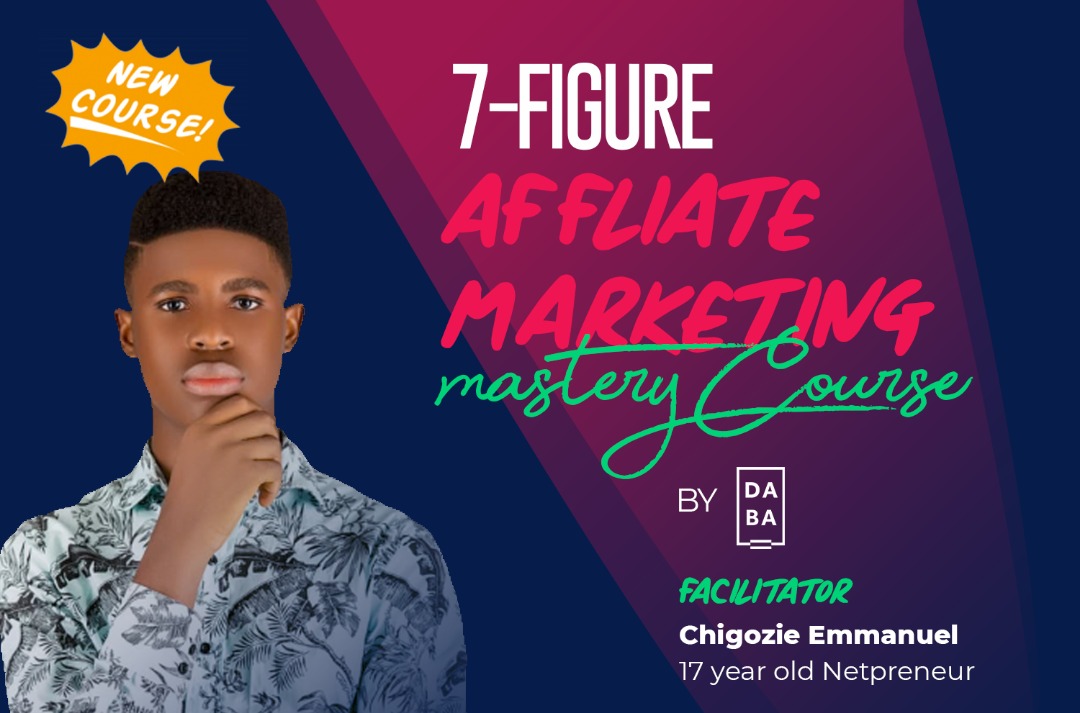 NEW
COURSE!
7-FIGURE
AFFLIATE
MARKETING
mastery Course
BY DA
BA
FACILITATOR
Chigozie Emmanuel
17 year old Netpreneur